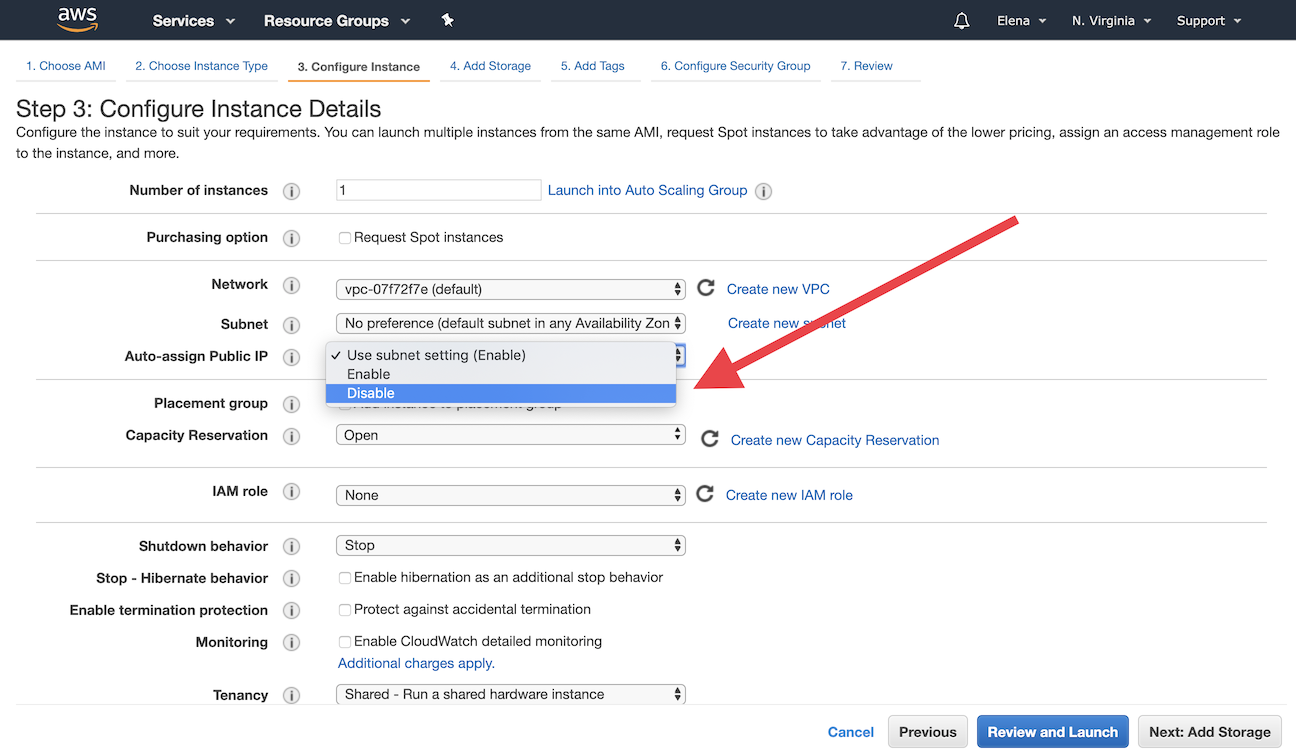 aws Services Resource Groups Elena N. Virginia Support
1. Choose AMI 2. Choose Instance Type 3. Configure Instance 4. Add Storage 5. Add Tags 6. Configure Security Group 7. Review
Step 3: Configure Instance Details
Configure the instance to suit your requirements. You can launch multiple instances from the same AMI, request Spot instances to take advantage of the lower pricing, assign an access management role
to the instance, and more.
Number of instances i 1 Launch into Auto Scaling Group i
Purchasing option i Request Spot instances
Network i vpc-07f72f7e (default) Create new VPC
Subnet i No preference (default subnet in any Availability Zon Create new subnet
Auto-assign Public IP i Use subnet setting (Enable)
Enable
Disable
Placement group i Add instance to placement group
Capacity Reservation i Open Create new Capacity Reservation
IAM role i None Create new IAM role
Shutdown behavior i Stop
Stop - Hibernate behavior i Enable hibernation as an additional stop behavior
Enable termination protection i Protect against accidental termination
Monitoring i Enable CloudWatch detailed monitoring
Additional charges apply.
Tenancy i Shared - Run a shared hardware instance
Cancel Previous Review and Launch Next: Add Storage